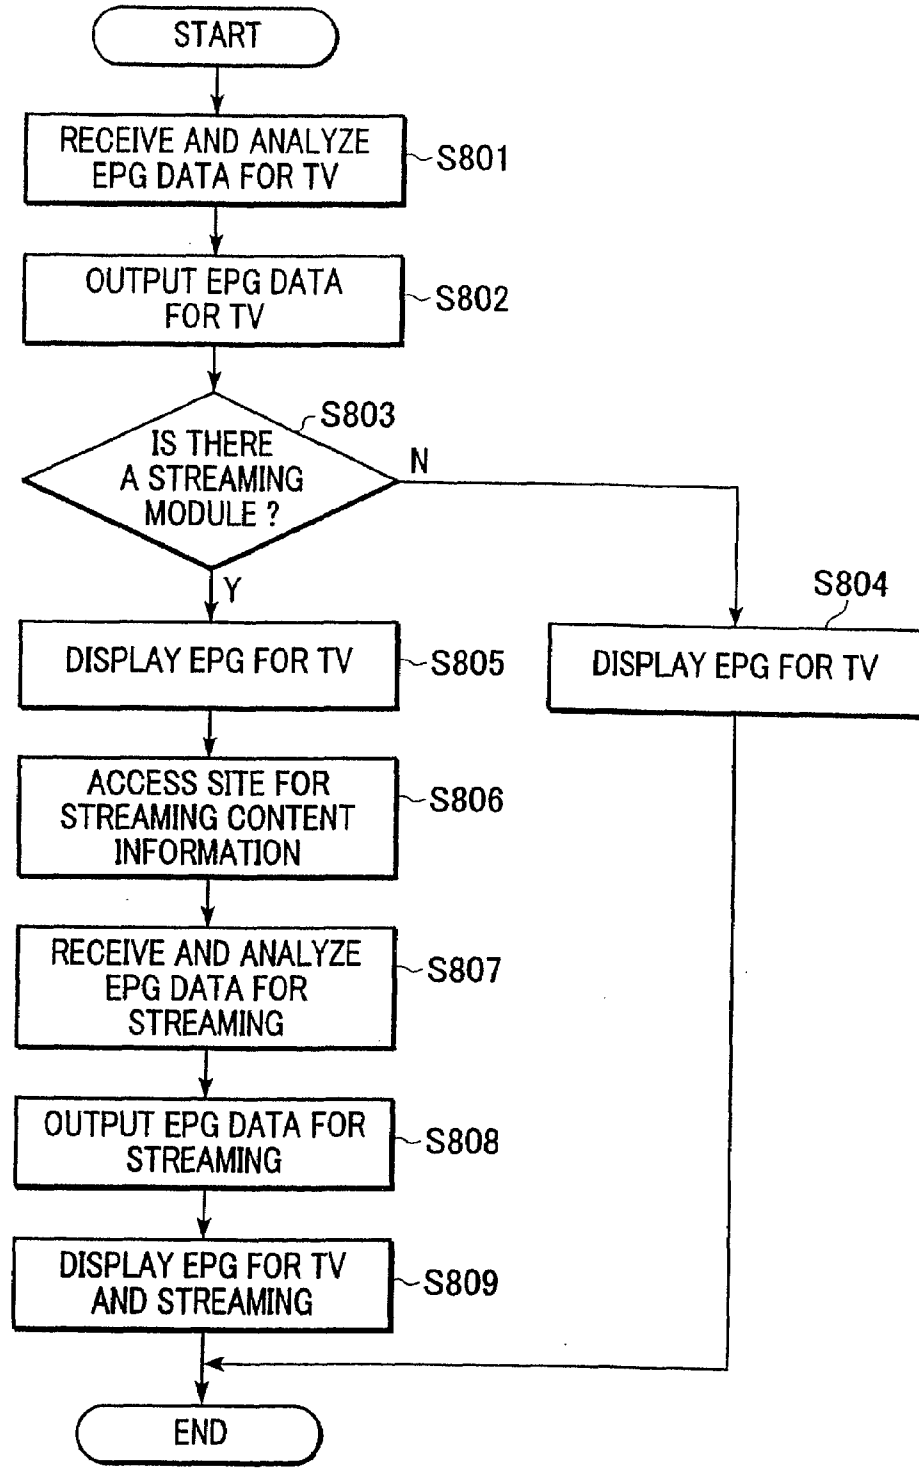 START
RECEIVE AND ANALYZE
EPG DATA FOR TV
S801
OUTPUT EPG DATA
FOR TV
S802
S803
IS THERE
A STREAMING
MODULE ?
N
Y
S804
DISPLAY EPG FOR TV
S805
DISPLAY EPG FOR TV
ACCESS SITE FOR
STREAMING CONTENT
INFORMATION
S806
RECEIVE AND ANALYZE
EPG DATA FOR
STREAMING
S807
OUTPUT EPG DATA FOR
STREAMING
S808
DISPLAY EPG FOR TV
AND STREAMING
S809
END